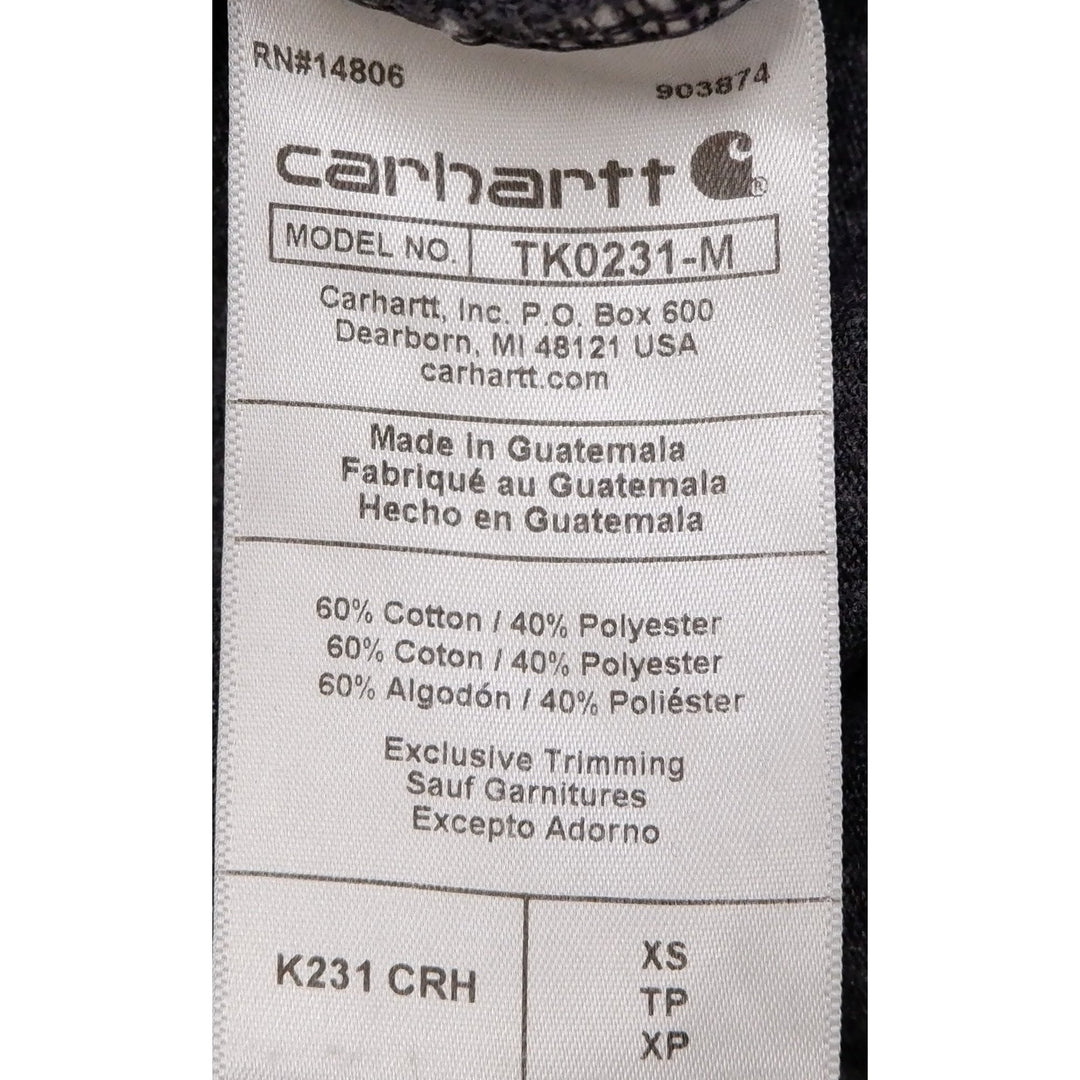 RN#14806
903874
carhartt
MODEL NO. TK0231-M
Carhartt, Inc. P.O. Box 600
Dearborn, MI 48121 USA
carhartt.com
Made in Guatemala
Fabriqué au Guatemala
Hecho en Guatemala
60% Cotton / 40% Polyester
60% Coton / 40% Polyester
60% Algodón / 40% Poliéster
Exclusive Trimming
Sauf Garnitures
Excepto Adorno
K231 CRH
XS
TP
XP